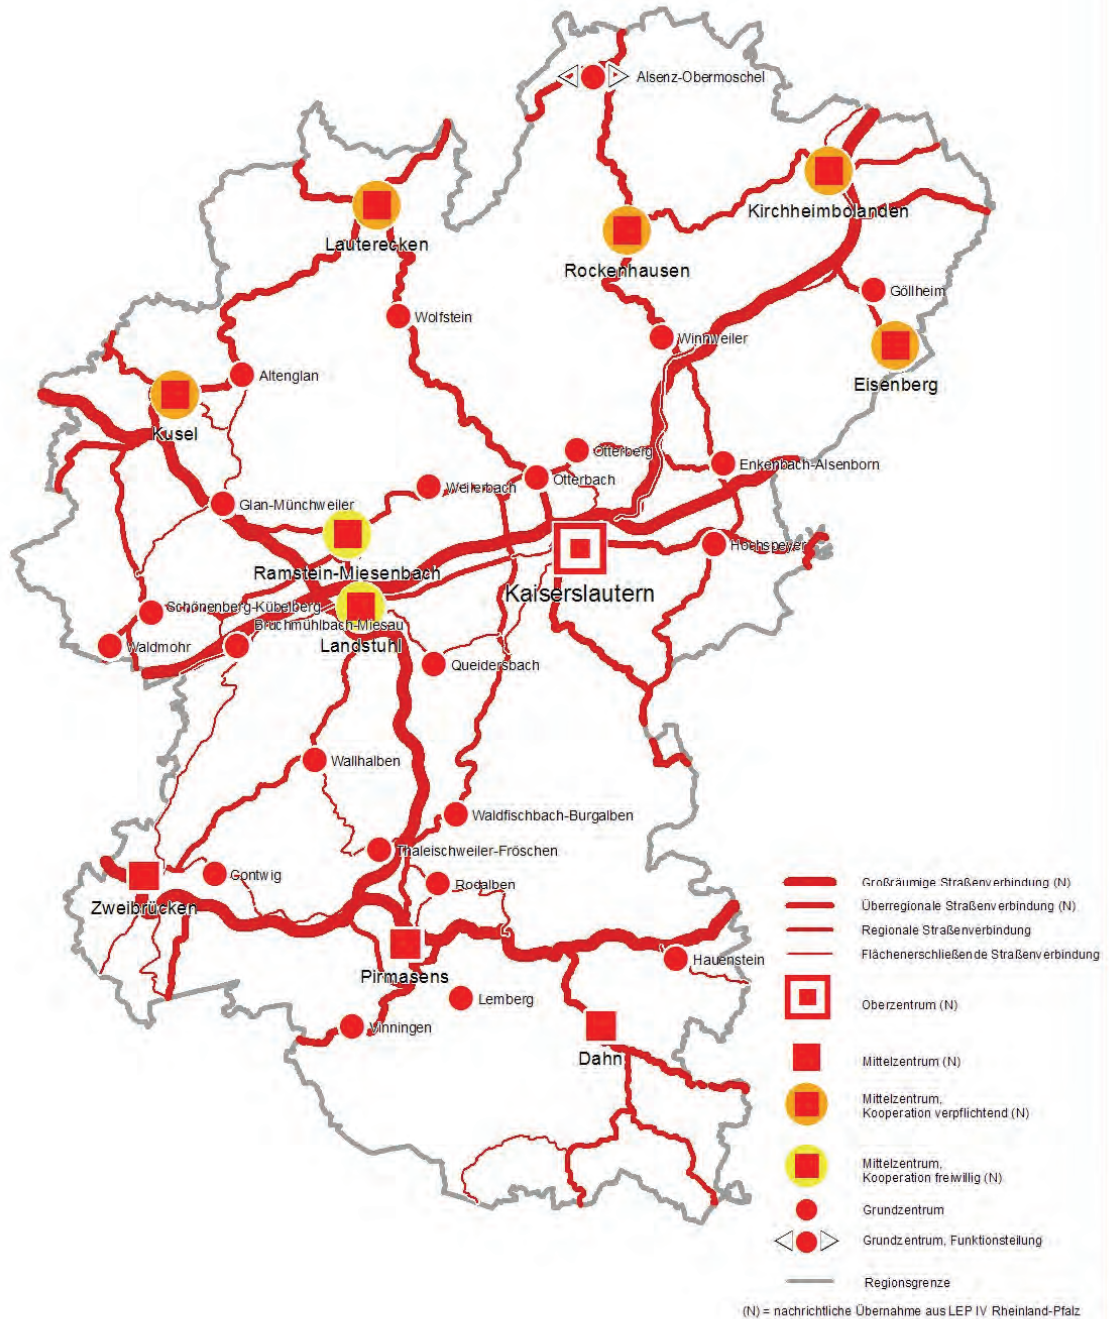 Alsenz-Obermoschel
Kirchheimbolanden
Lauterecken
Rockenhausen
Göllheim
Wolfstein
Winnweiler
Altenglan
Eisenberg
Kusel
Otterberg
Enkenbach-Alsenborn
Otterbach
Weilerbach
Glan-Münchweiler
Hochspeyer
Ramstein-Miesenbach
Kaiserslautern
Schönenberg-Kübelberg
Bruchmühlbach-Miesau
Waldmohr
Landstuhl
Queidersbach
Wallhalben
Waldfischbach-Burgalben
Thaleischweiler-Fröschen
Contwig
Rodalben
Zweibrücken
Pirmasens
Hauenstein
Lemberg
Vinningen
Dahn
Großräumige Straßenverbindung (N)
Überregionale Straßenverbindung (N)
Regionale Straßenverbindung
Flächenerschließende Straßenverbindung
Oberzentrum (N)
Mittelzentrum (N)
Mittelzentrum,
Kooperation verpflichtend (N)
Mittelzentrum,
Kooperation freiwillig (N)
Grundzentrum
Grundzentrum, Funktionsteilung
Regionsgrenze
(N) = nachrichtliche Übernahme aus LEP IV Rheinland-Pfalz